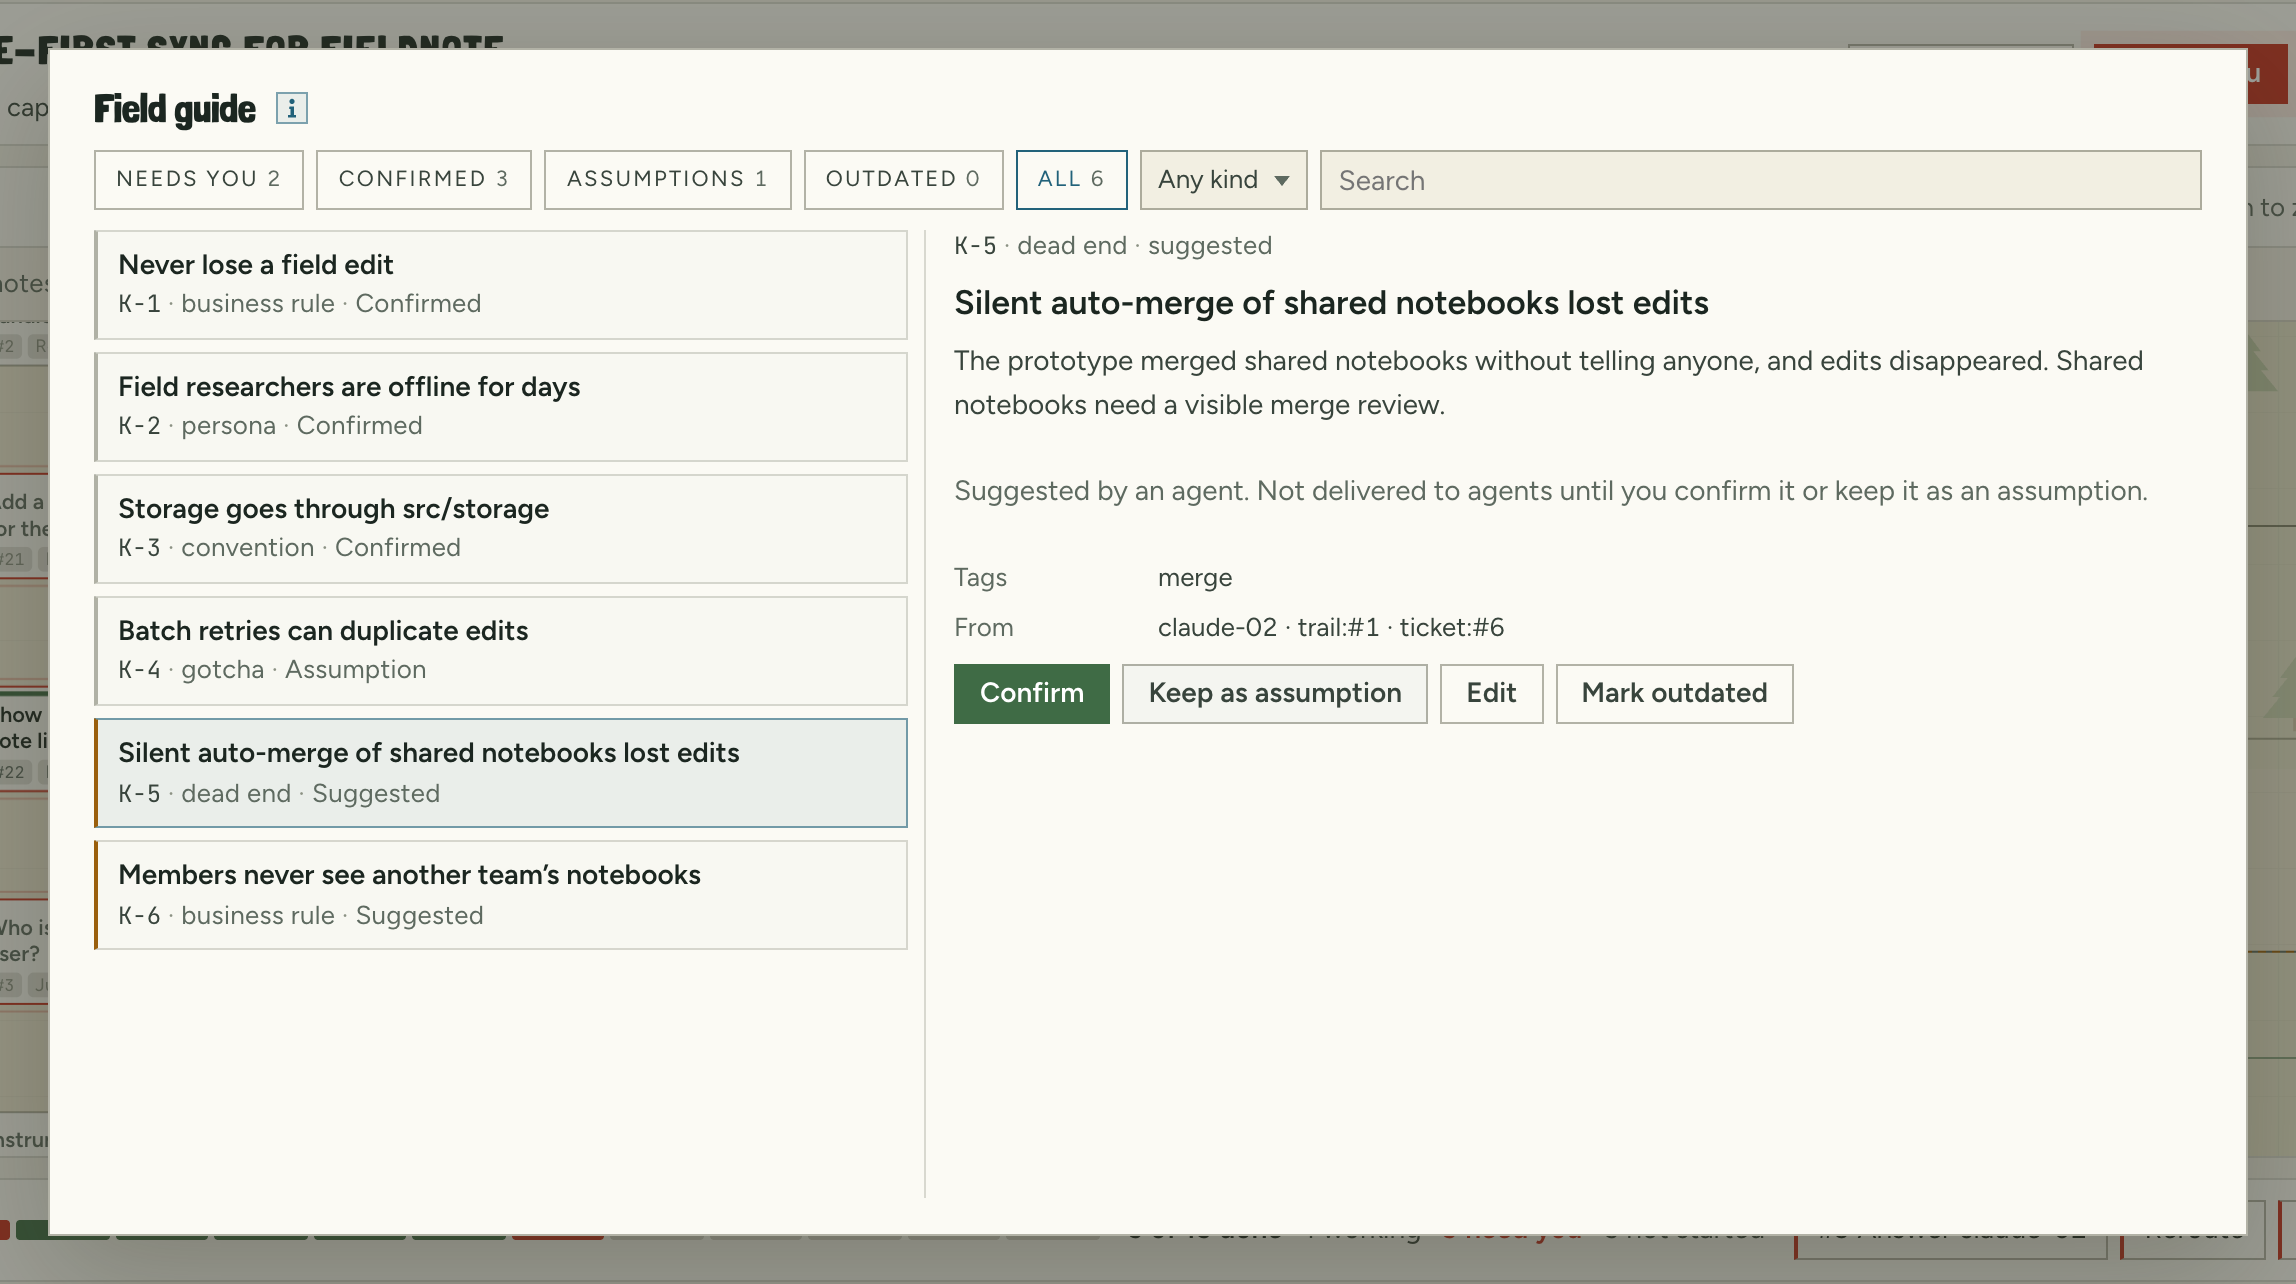 Field guide
i
NEEDS YOU 2
CONFIRMED 3
ASSUMPTIONS 1
OUTDATED 0
ALL 6
Any kind
Search
Never lose a field edit
K-1 · business rule · Confirmed
Field researchers are offline for days
K-2 · persona · Confirmed
Storage goes through src/storage
K-3 · convention · Confirmed
Batch retries can duplicate edits
K-4 · gotcha · Assumption
Silent auto-merge of shared notebooks lost edits
K-5 · dead end · Suggested
Members never see another team’s notebooks
K-6 · business rule · Suggested
K-5 · dead end · suggested
Silent auto-merge of shared notebooks lost edits
The prototype merged shared notebooks without telling anyone, and edits disappeared. Shared
notebooks need a visible merge review.
Suggested by an agent. Not delivered to agents until you confirm it or keep it as an assumption.
Tags merge
From claude-02 · trail:#1 · ticket:#6
Confirm
Keep as assumption
Edit
Mark outdated
#2
#21
#22
#3